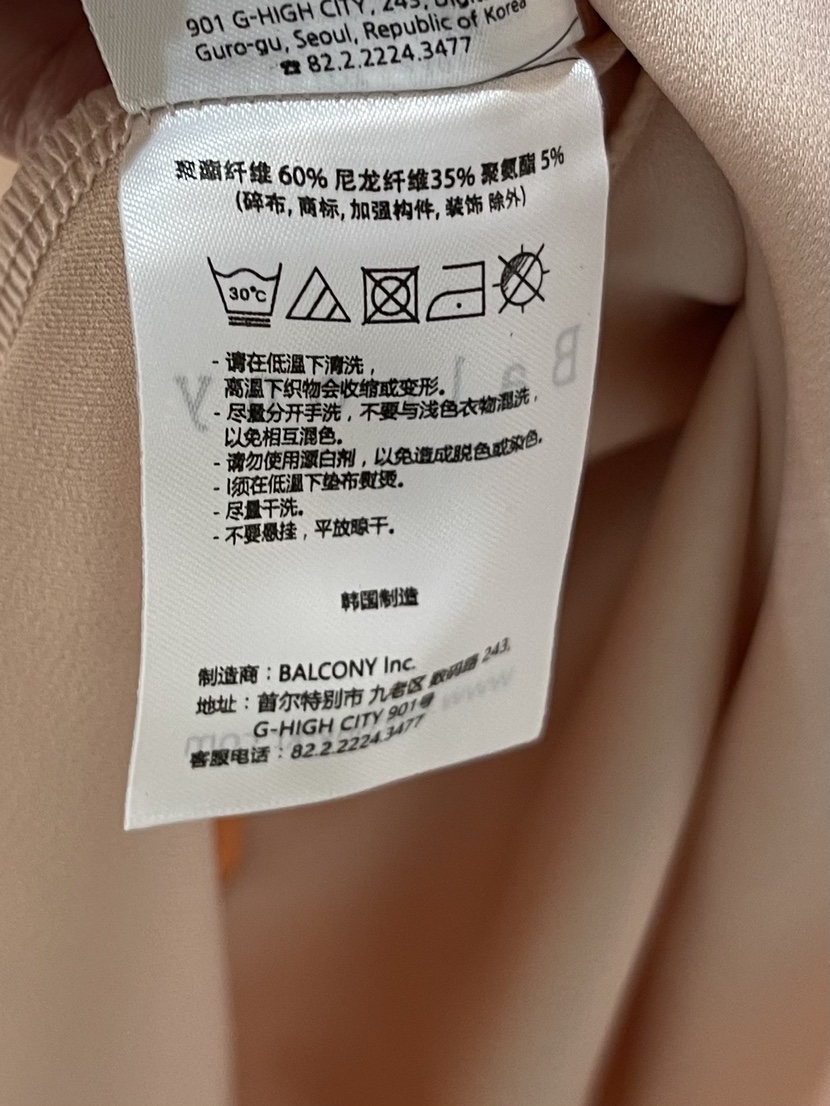 901 G-HIGH CITY, 243,
Guro-gu, Seoul, Republic of Korea
☎ 82.2.2224.3477
聚酯纤维 60% 尼龙纤维35% 聚氨酯 5%
(碎布, 商标, 加强构件, 装饰 除外)
30°C
- 请在低温下清洗，
高温下织物会收缩或变形。
- 尽量分开手洗，不要与浅色衣物混洗，
以免相互混色。
- 请勿使用漂白剂，以免造成脱色或染色。
- 必须在低温下垫布熨烫。
- 尽量干洗。
- 不要悬挂，平放晾干。
韩国制造
制造商：BALCONY Inc.
地址：首尔特别市 九老区 数码路 243,
G-HIGH CITY 901号
客服电话：82.2.2224.3477